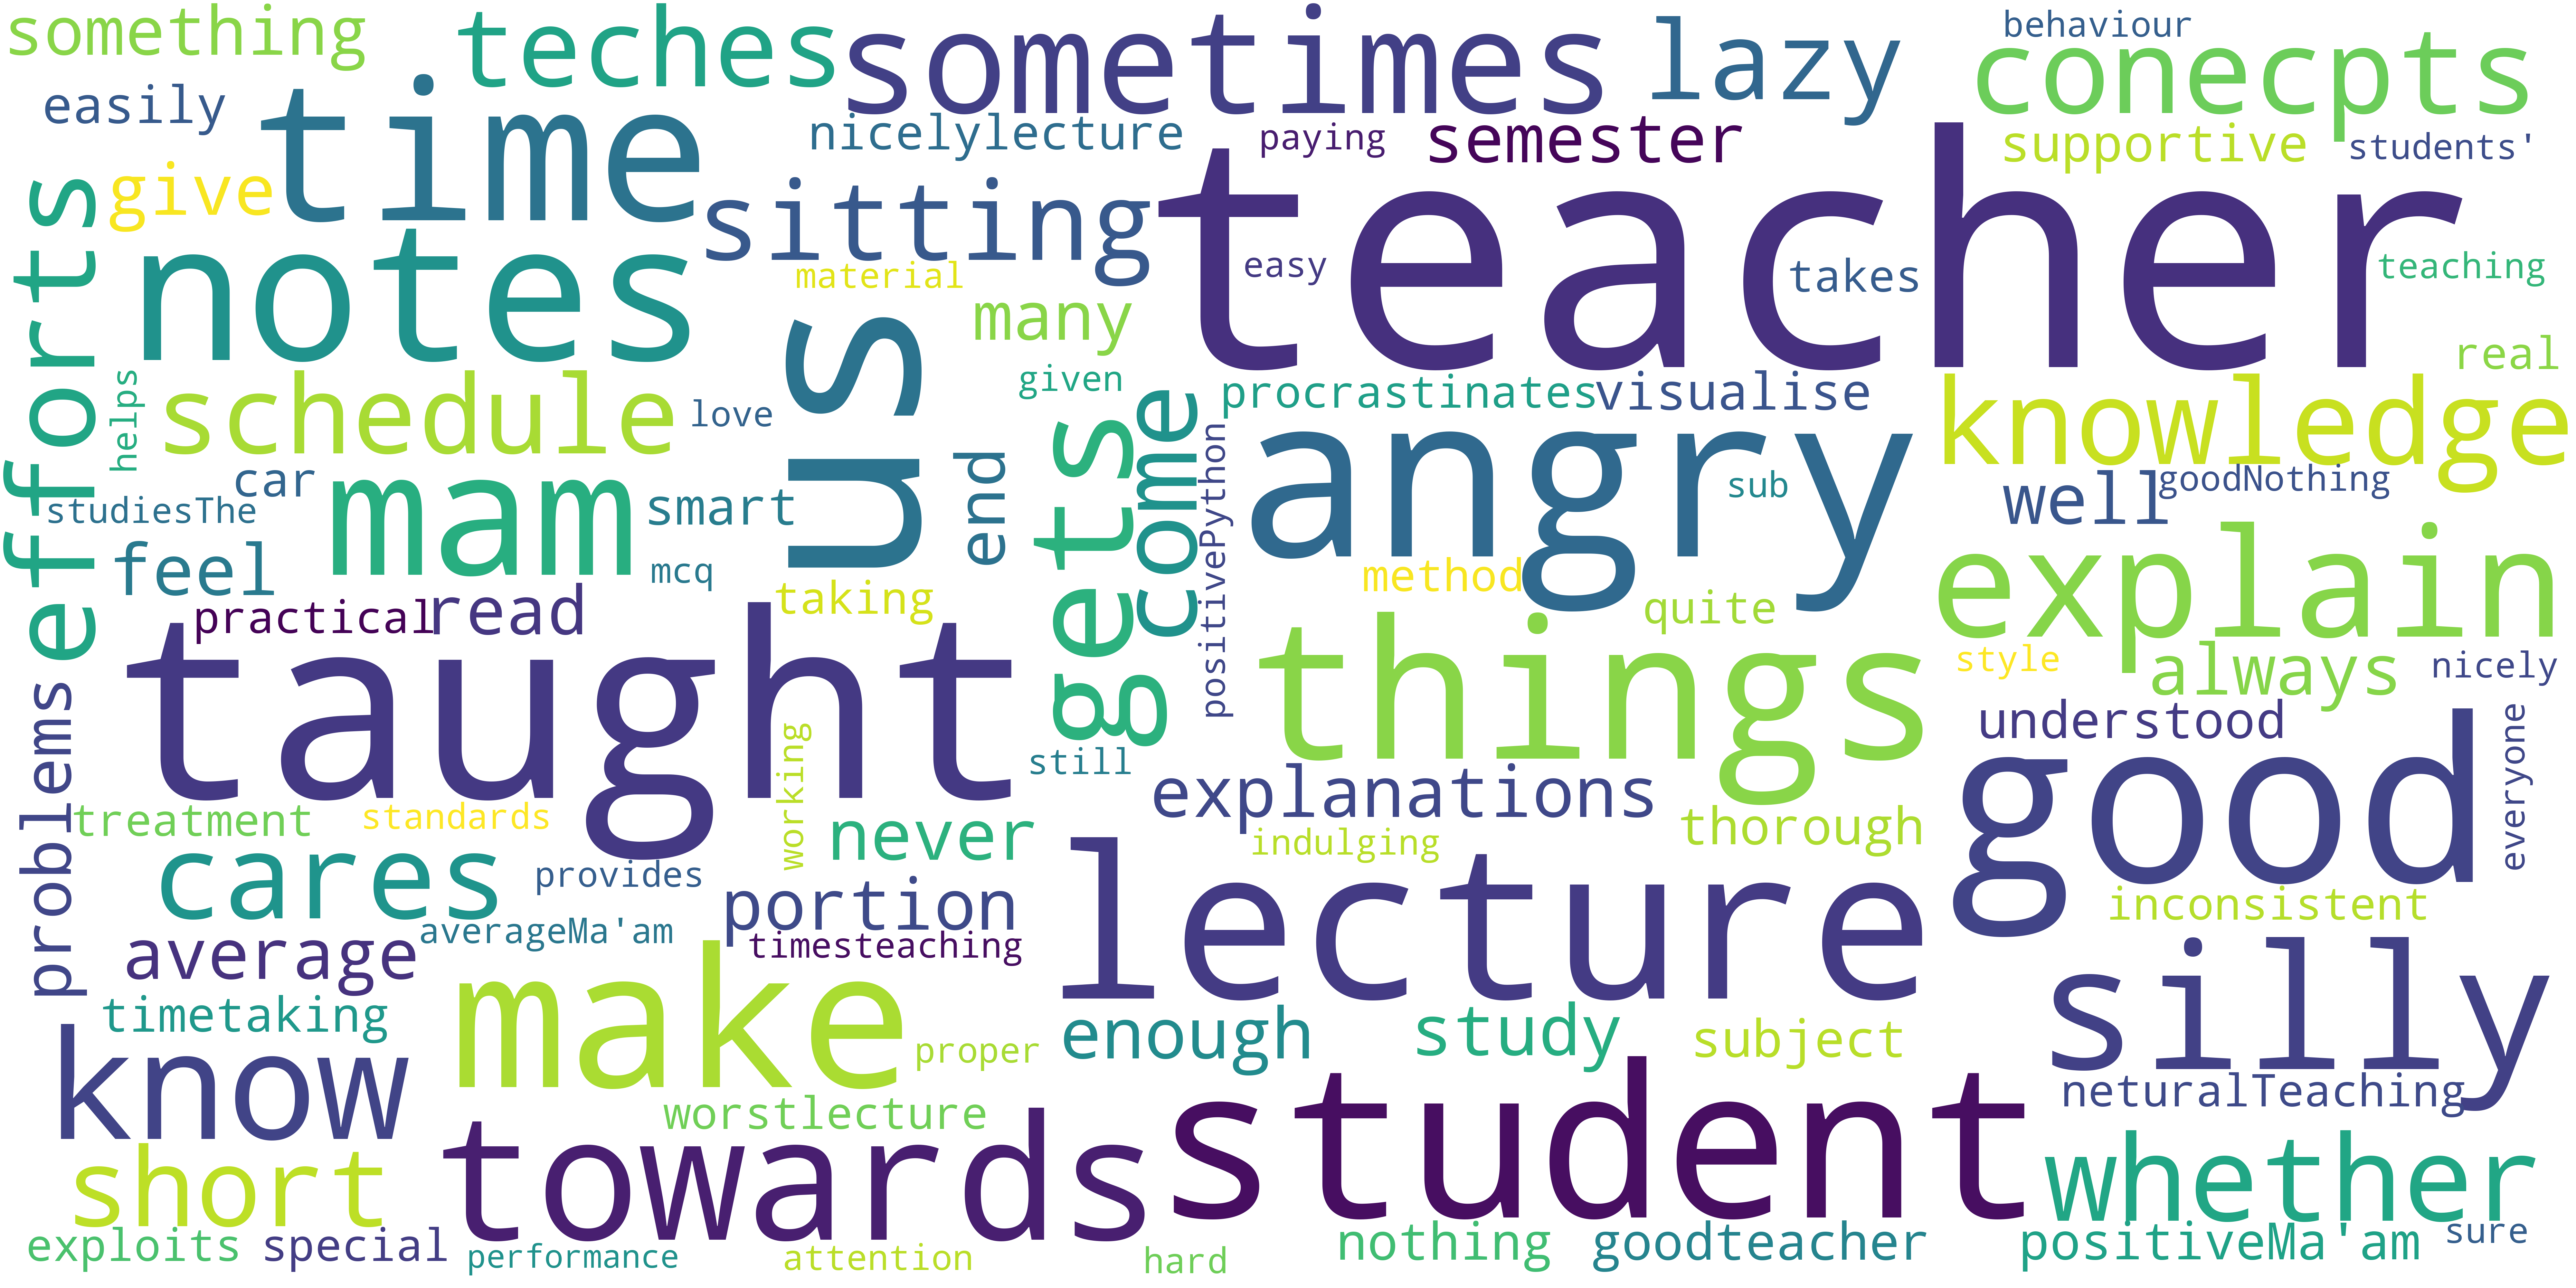 something
teches
sometimes
lazy
behaviour
conecpts
easily
time
nicelylecture
paying
semester
supportive
students'
give
sitting
teacher
efforts
notes
material
easy
takes
teaching
many
us
real
helps
schedule
love
given
come
procrastinates
visualise
knowledge
car
mam
smart
end
gets
positivePython
angry
sub
well
goodNothing
studiesThe
feel
mcq
method
explain
practical
read
taking
quite
things
style
always
nicely
problems
taught
working
still
understood
everyone
explanations
good
treatment
standards
never
indulging
thorough
cares
provides
portion
lecture
inconsistent
average
averageMa'am
timesteaching
silly
timetaking
make
proper
enough
study
subject
know
worstlecture
student
neturalTeaching
short
towards
whether
exploits
special
performance
attention
hard
nothing
goodteacher
positiveMa'am
sure